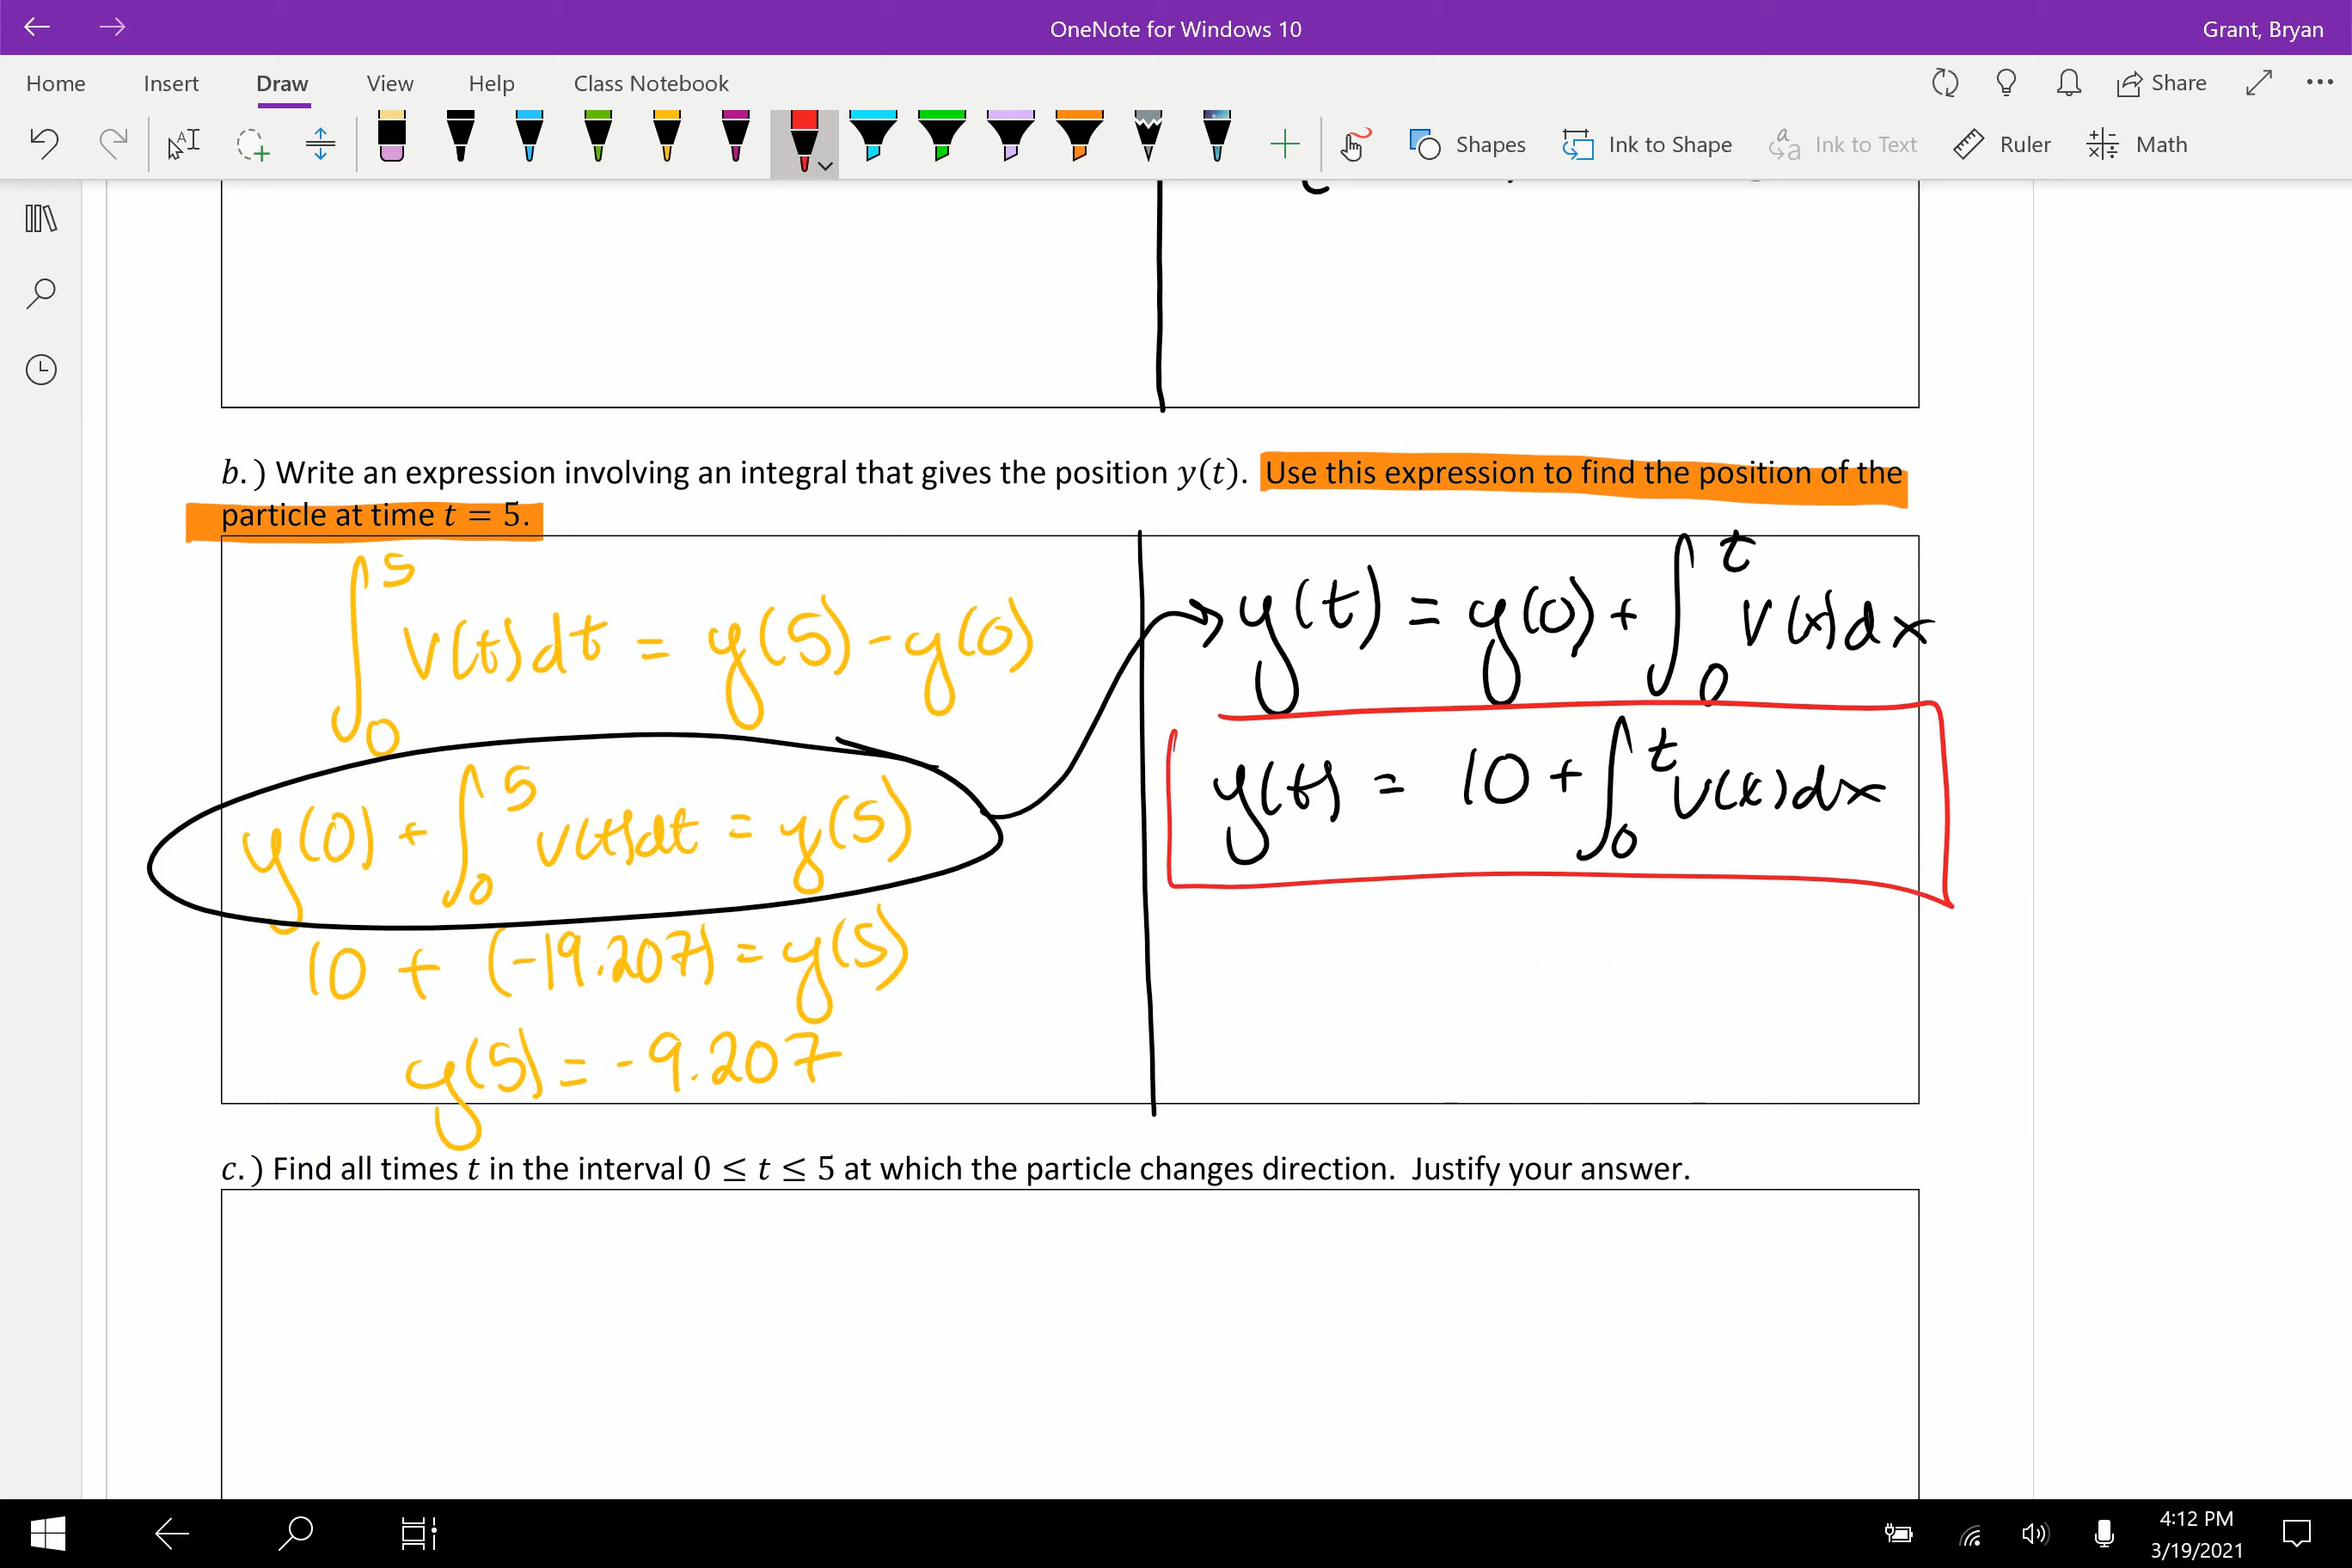 OneNote for Windows 10
Grant, Bryan
Home Insert Draw View Help Class Notebook Share
Shapes Ink to Shape Ink to Text Ruler Math
b.) Write an expression involving an integral that gives the position y(t). Use this expression to find the position of the
particle at time t = 5.
∫₀⁵ v(t)dt = y(5) - y(0)
y(0) + ∫₀⁵ v(t)dt = y(5)
10 + (-19.207) = y(5)
y(5) = -9.207
y(t) = y(0) + ∫₀ᵗ v(x)dx
y(t) = 10 + ∫₀ᵗ v(x)dx
c.) Find all times t in the interval 0 ≤ t ≤ 5 at which the particle changes direction. Justify your answer.
4:12 PM
3/19/2021